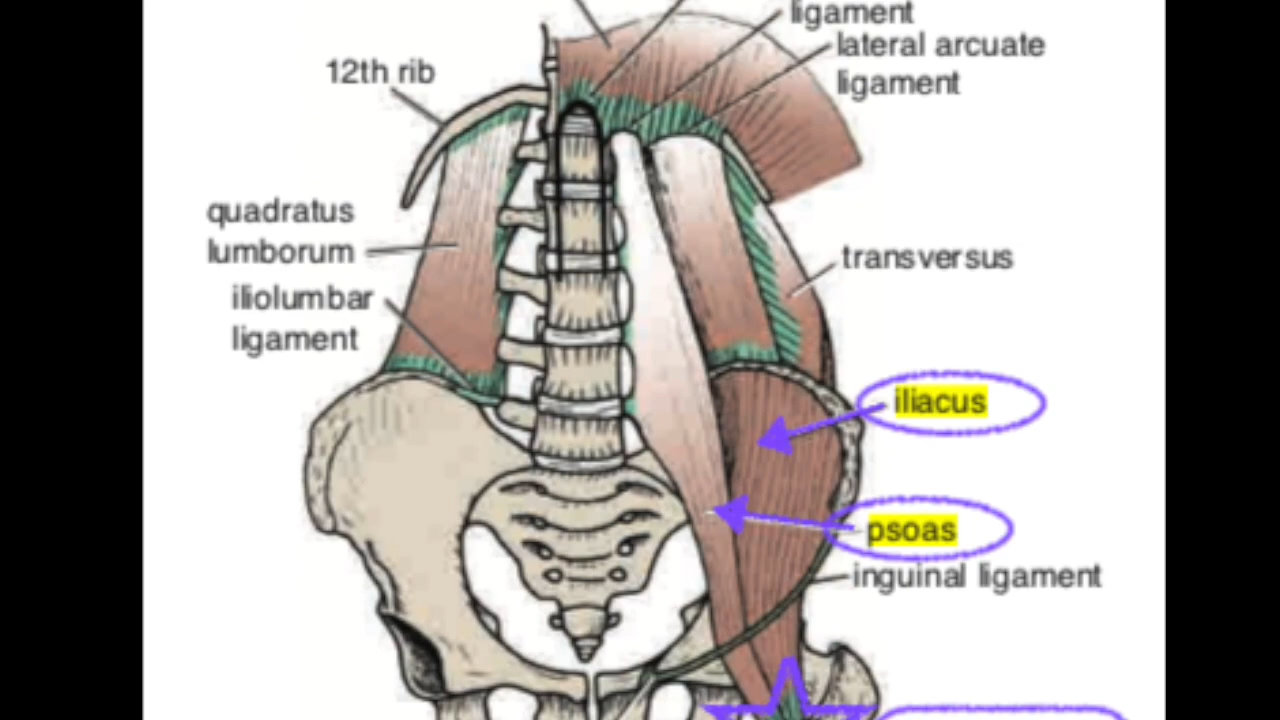 ligament
lateral arcuate
ligament
12th rib
quadratus
lumborum
iliolumbar
ligament
transversus
iliacus
psoas
inguinal ligament